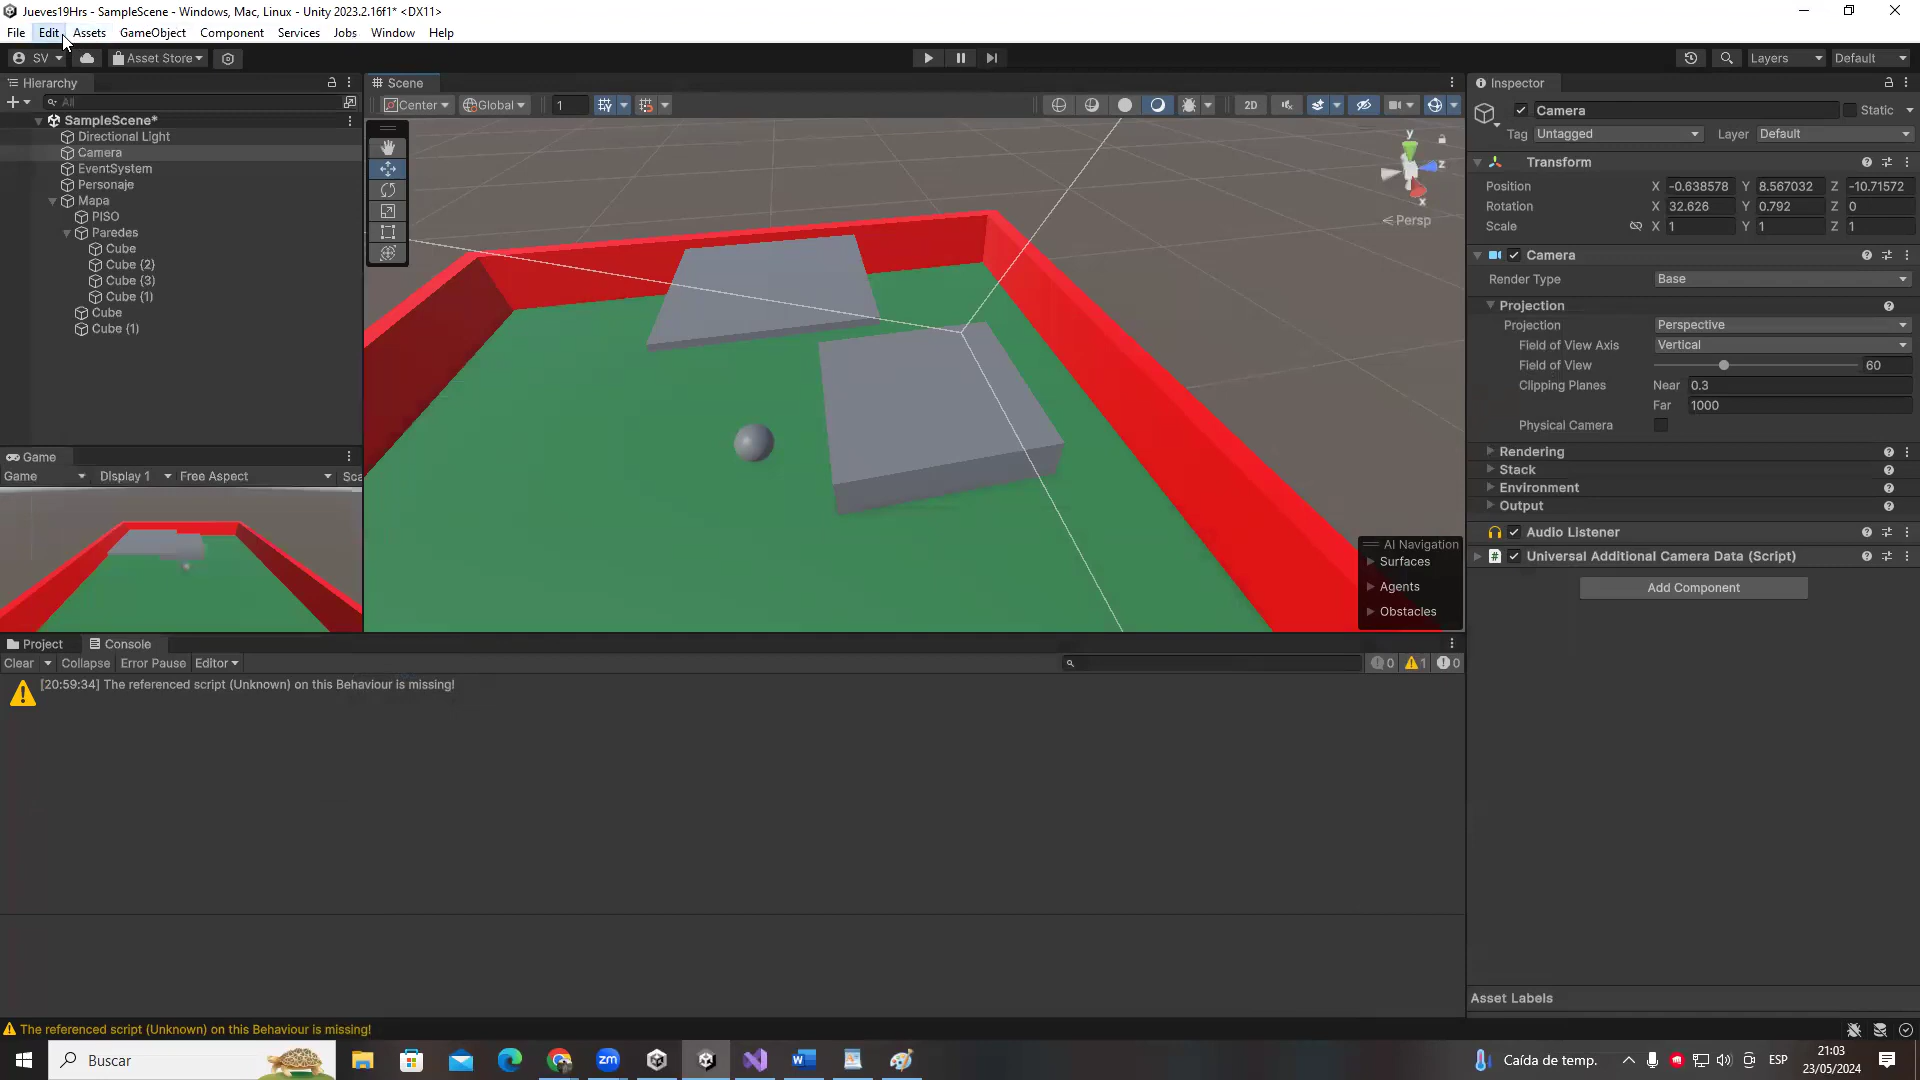 Jueves19Hrs - SampleScene - Windows, Mac, Linux - Unity 2023.2.16f1* <DX11>
File Edit Assets GameObject Component Services Jobs Window Help
SV Asset Store Layers Default
Hierarchy
All
SampleScene*
Directional Light
Camera
EventSystem
Personaje
Mapa
PISO
Paredes
Cube
Cube (2)
Cube (3)
Cube (1)
Cube
Cube (1)
Game
Game Display 1 Free Aspect Sca
Scene
Center Global 1 2D
y
z
x
Persp
AI Navigation
Surfaces
Agents
Obstacles
Inspector
Camera Static
Tag Untagged Layer Default
Transform
Position X -0.638578 Y 8.567032 Z -10.71572
Rotation X 32.626 Y 0.792 Z 0
Scale X 1 Y 1 Z 1
Camera
Render Type Base
Projection
Projection Perspective
Field of View Axis Vertical
Field of View 60
Clipping Planes Near 0.3
Far 1000
Physical Camera
Rendering
Stack
Environment
Output
Audio Listener
Universal Additional Camera Data (Script)
Add Component
Asset Labels
Project Console
Clear Collapse Error Pause Editor 0 1 0
[20:59:34] The referenced script (Unknown) on this Behaviour is missing!
The referenced script (Unknown) on this Behaviour is missing!
Buscar
zm
Caída de temp.
ESP
21:03
23/05/2024